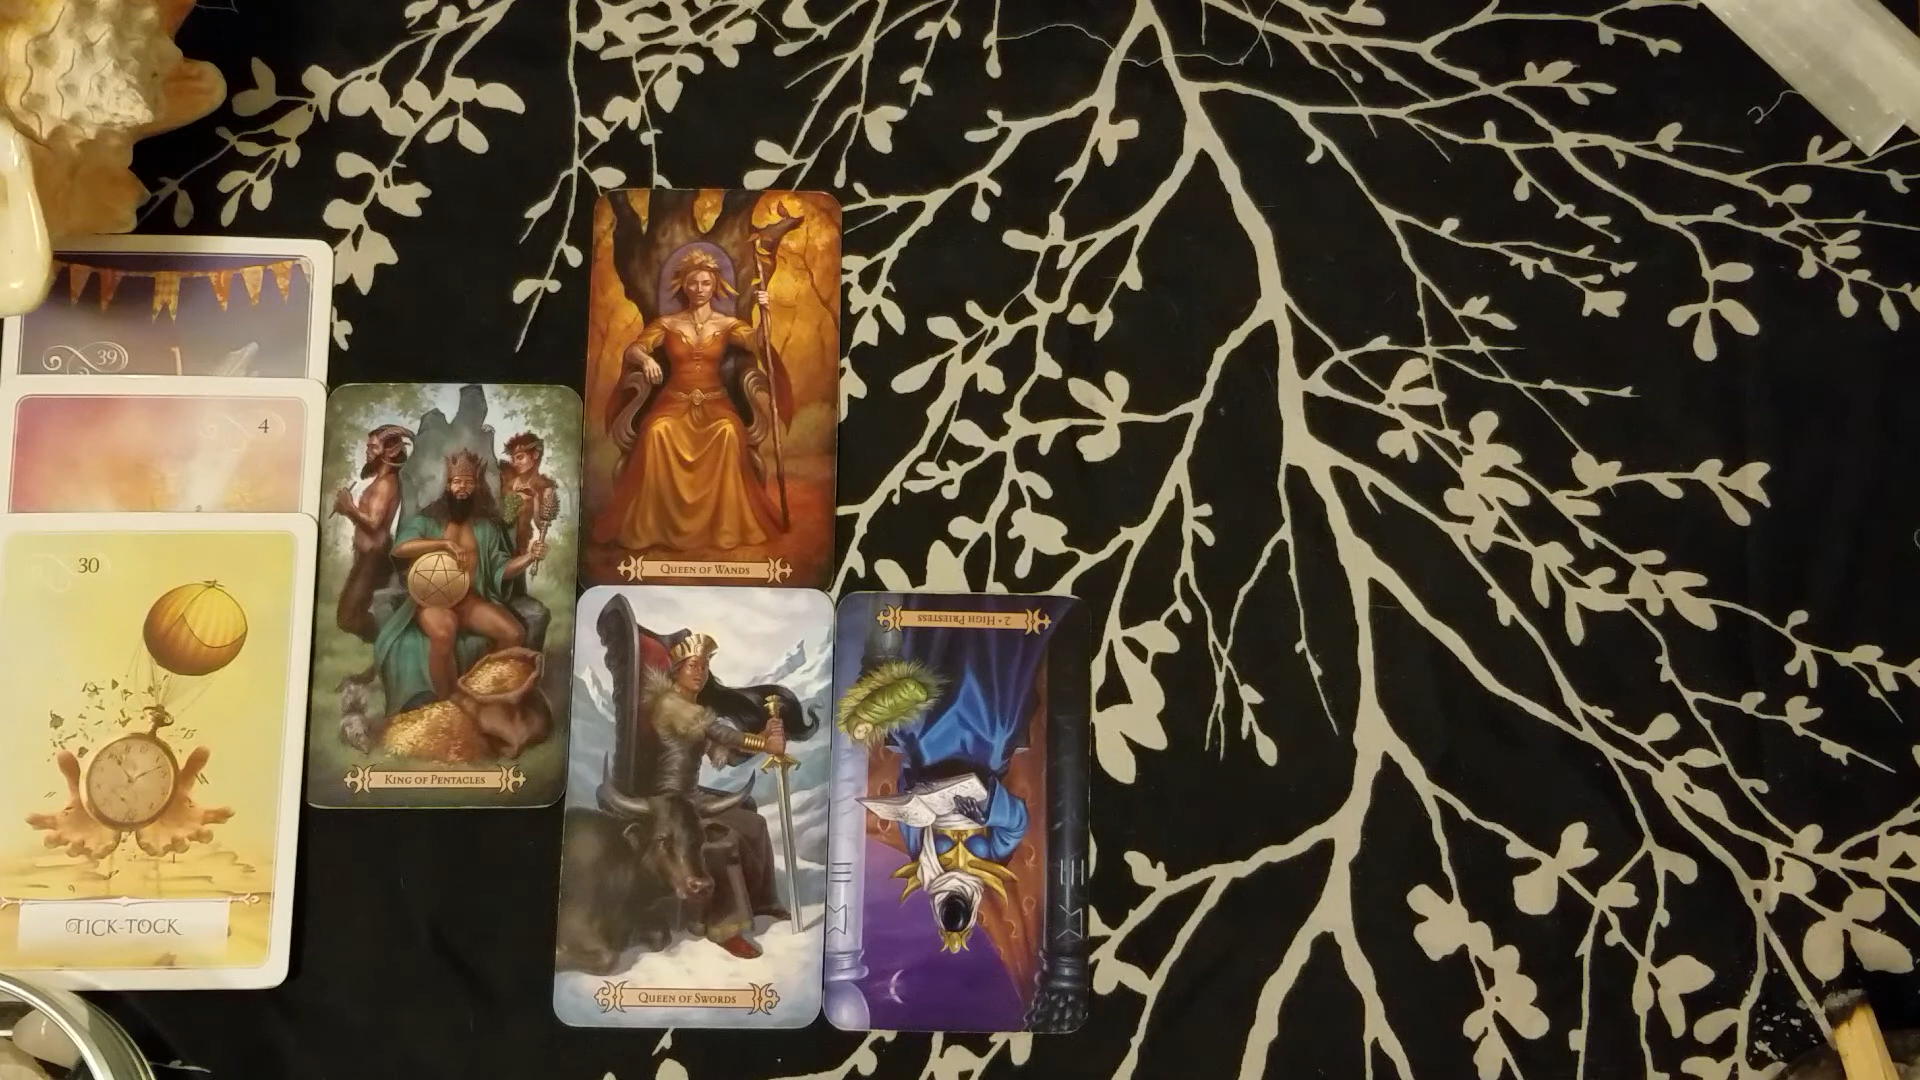 39
4
30
TICK-TOCK
KING OF PENTACLES
QUEEN OF WANDS
QUEEN OF SWORDS
2 • HIGH PRIESTESS